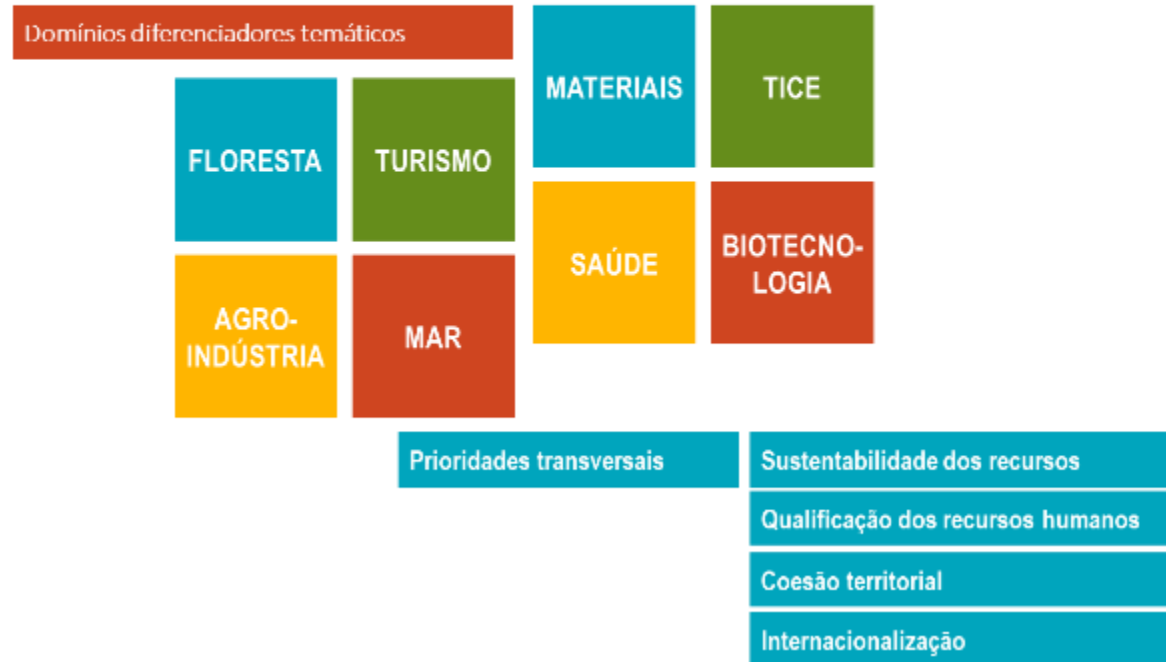 Domínios diferenciadores temáticos
MATERIAIS
TICE
FLORESTA
TURISMO
SAÚDE
BIOTECNO-
LOGIA
AGRO-
INDÚSTRIA
MAR
Prioridades transversais
Sustentabilidade dos recursos
Qualificação dos recursos humanos
Coesão territorial
Internacionalização